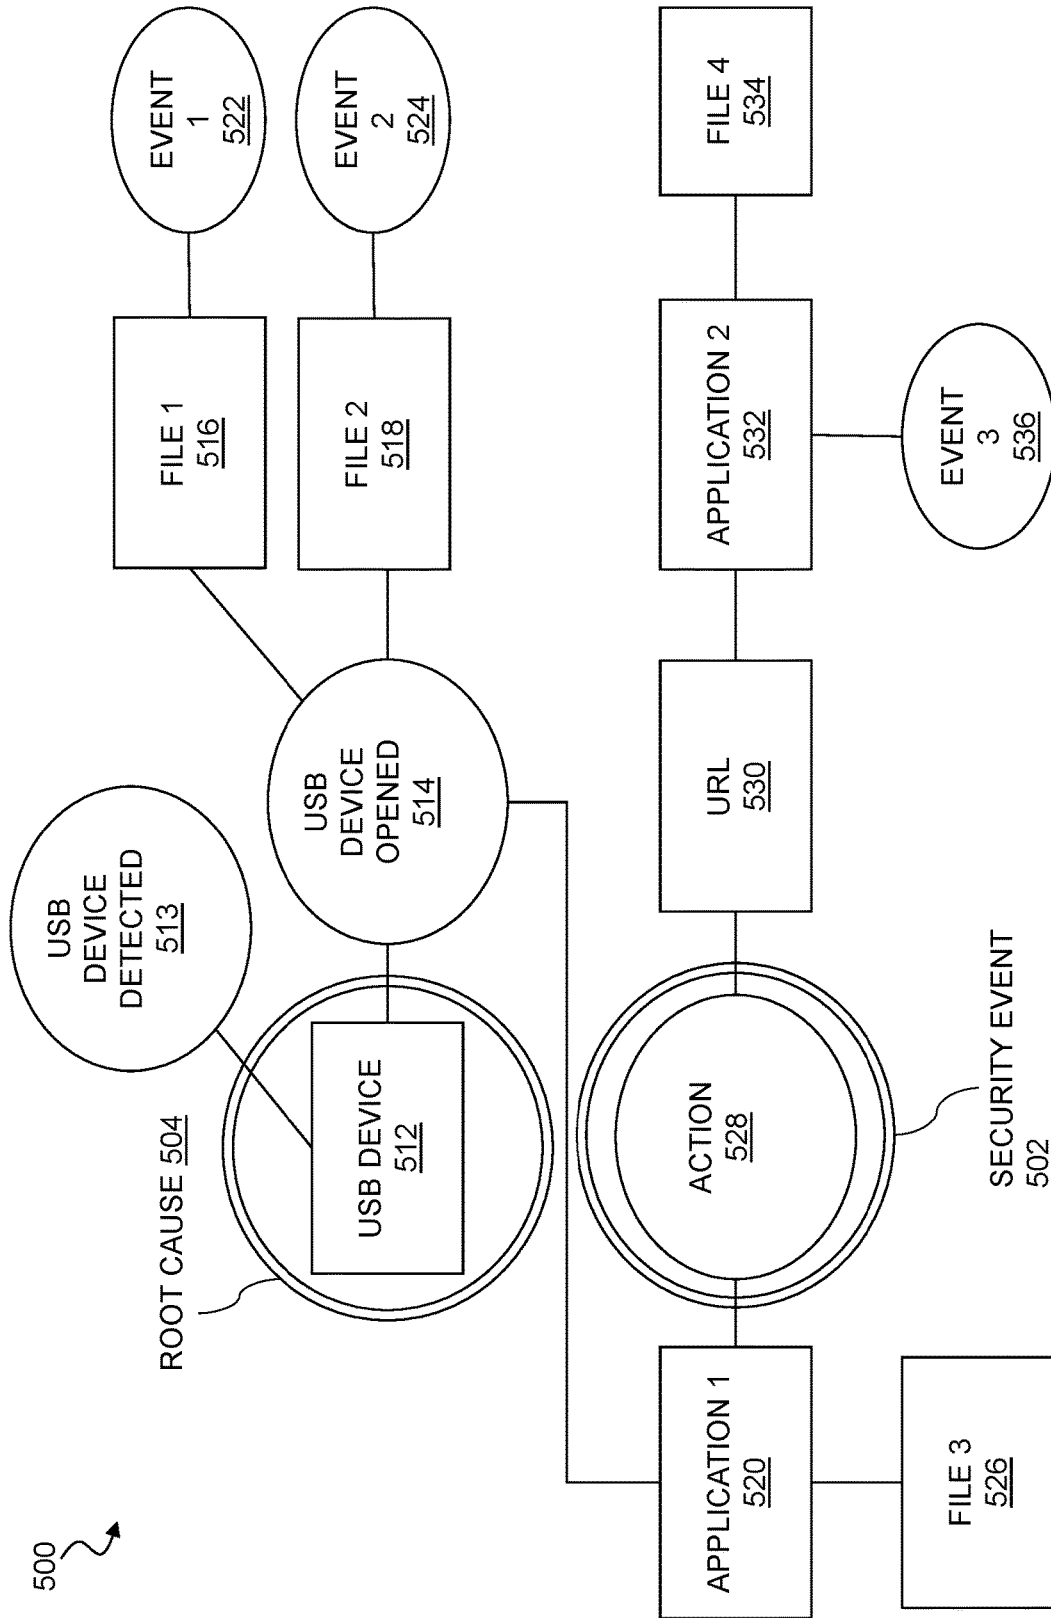 500
ROOT CAUSE 504
USB
DEVICE
DETECTED
513
USB DEVICE
512
USB
DEVICE
OPENED
514
FILE 1
516
EVENT
1
522
FILE 2
518
EVENT
2
524
APPLICATION 1
520
ACTION
528
URL
530
APPLICATION 2
532
FILE 4
534
FILE 3
526
SECURITY EVENT
502
EVENT
3
536